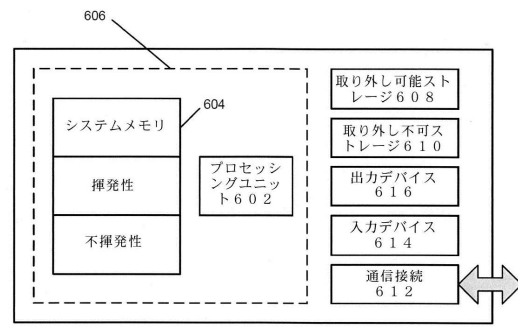 606
604
システムメモリ
揮発性
不揮発性
プロセッシ
ングユニッ
ト６０２
取り外し可能スト
レージ６０８
取り外し不可ス
トレージ６１０
出力デバイス
６１６
入力デバイス
６１４
通信接続
６１２